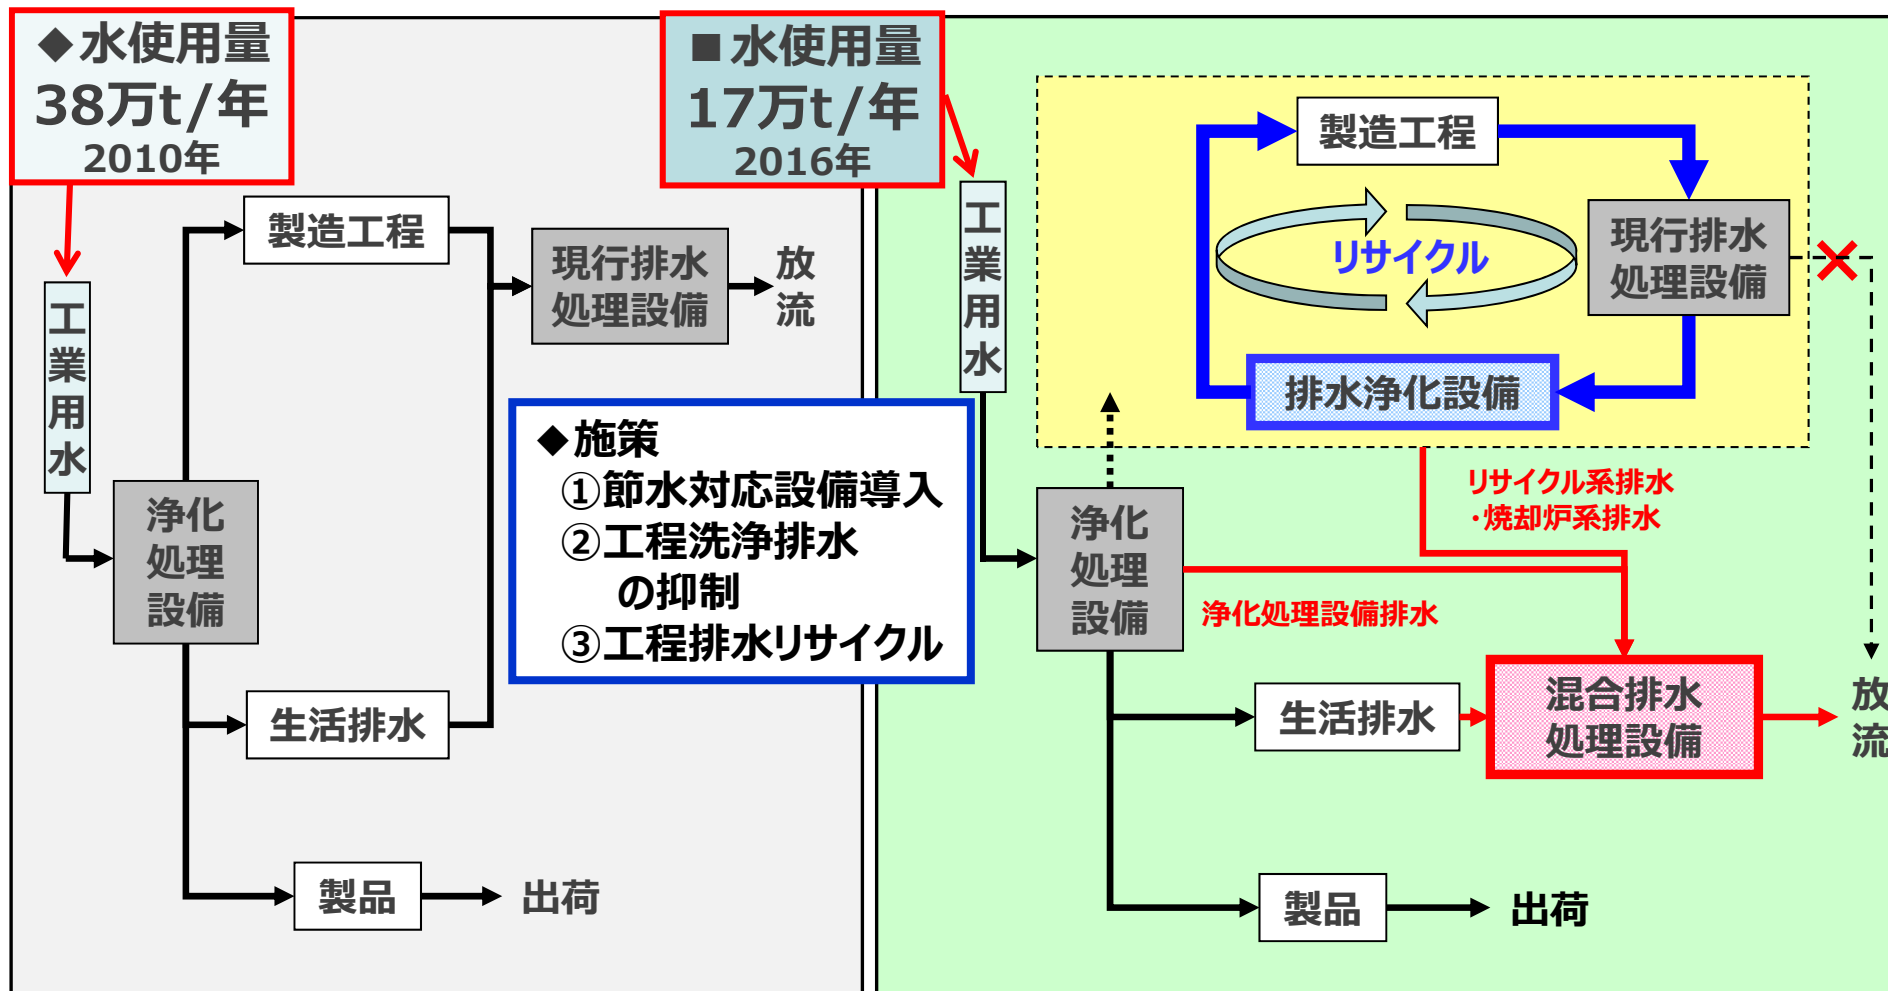 ◆水使用量
38万t/年
2010年
工業用水
浄化
処理
設備
製造工程
生活排水
製品
出荷
現行排水
処理設備
放流
◆施策
①節水対応設備導入
②工程洗浄排水
の抑制
③工程排水リサイクル
■水使用量
17万t/年
2016年
工業用水
浄化
処理
設備
製造工程
リサイクル
現行排水
処理設備
排水浄化設備
リサイクル系排水
・焼却炉系排水
浄化処理設備排水
生活排水
混合排水
処理設備
放流
製品
出荷